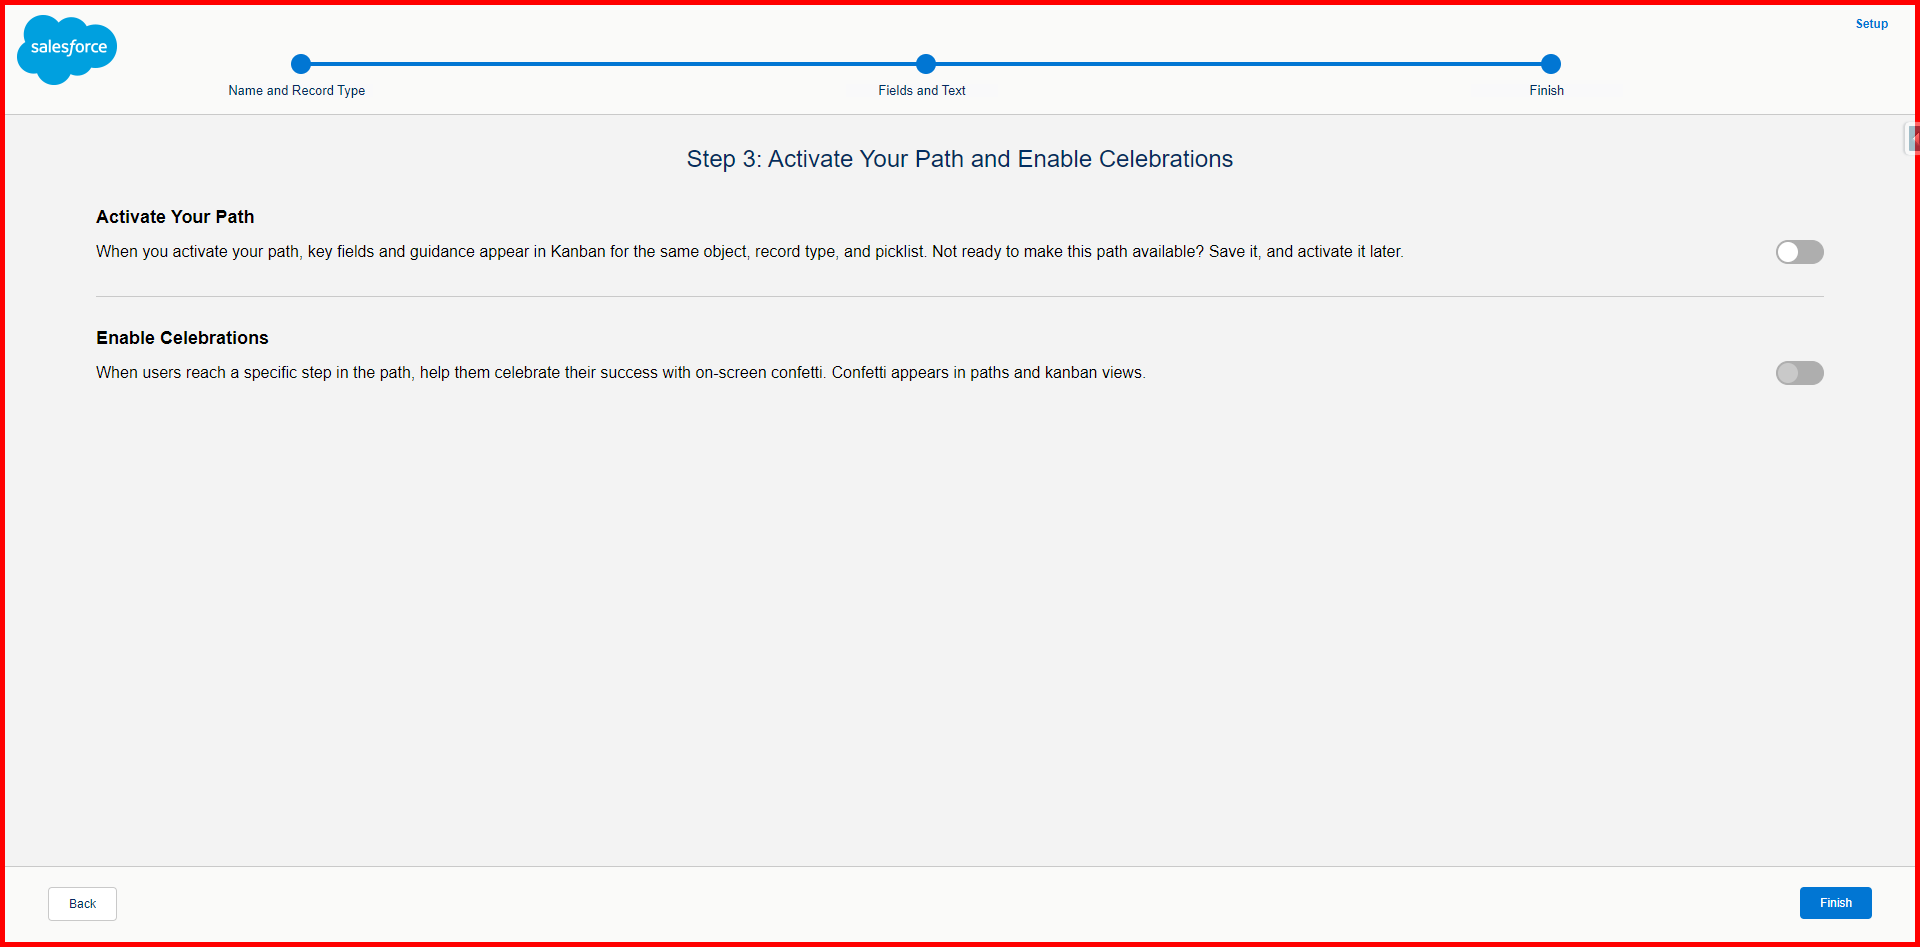 salesforce
Setup
Name and Record Type
Fields and Text
Finish
Step 3: Activate Your Path and Enable Celebrations
Activate Your Path
When you activate your path, key fields and guidance appear in Kanban for the same object, record type, and picklist. Not ready to make this path available? Save it, and activate it later.
Enable Celebrations
When users reach a specific step in the path, help them celebrate their success with on-screen confetti. Confetti appears in paths and kanban views.
Back
Finish